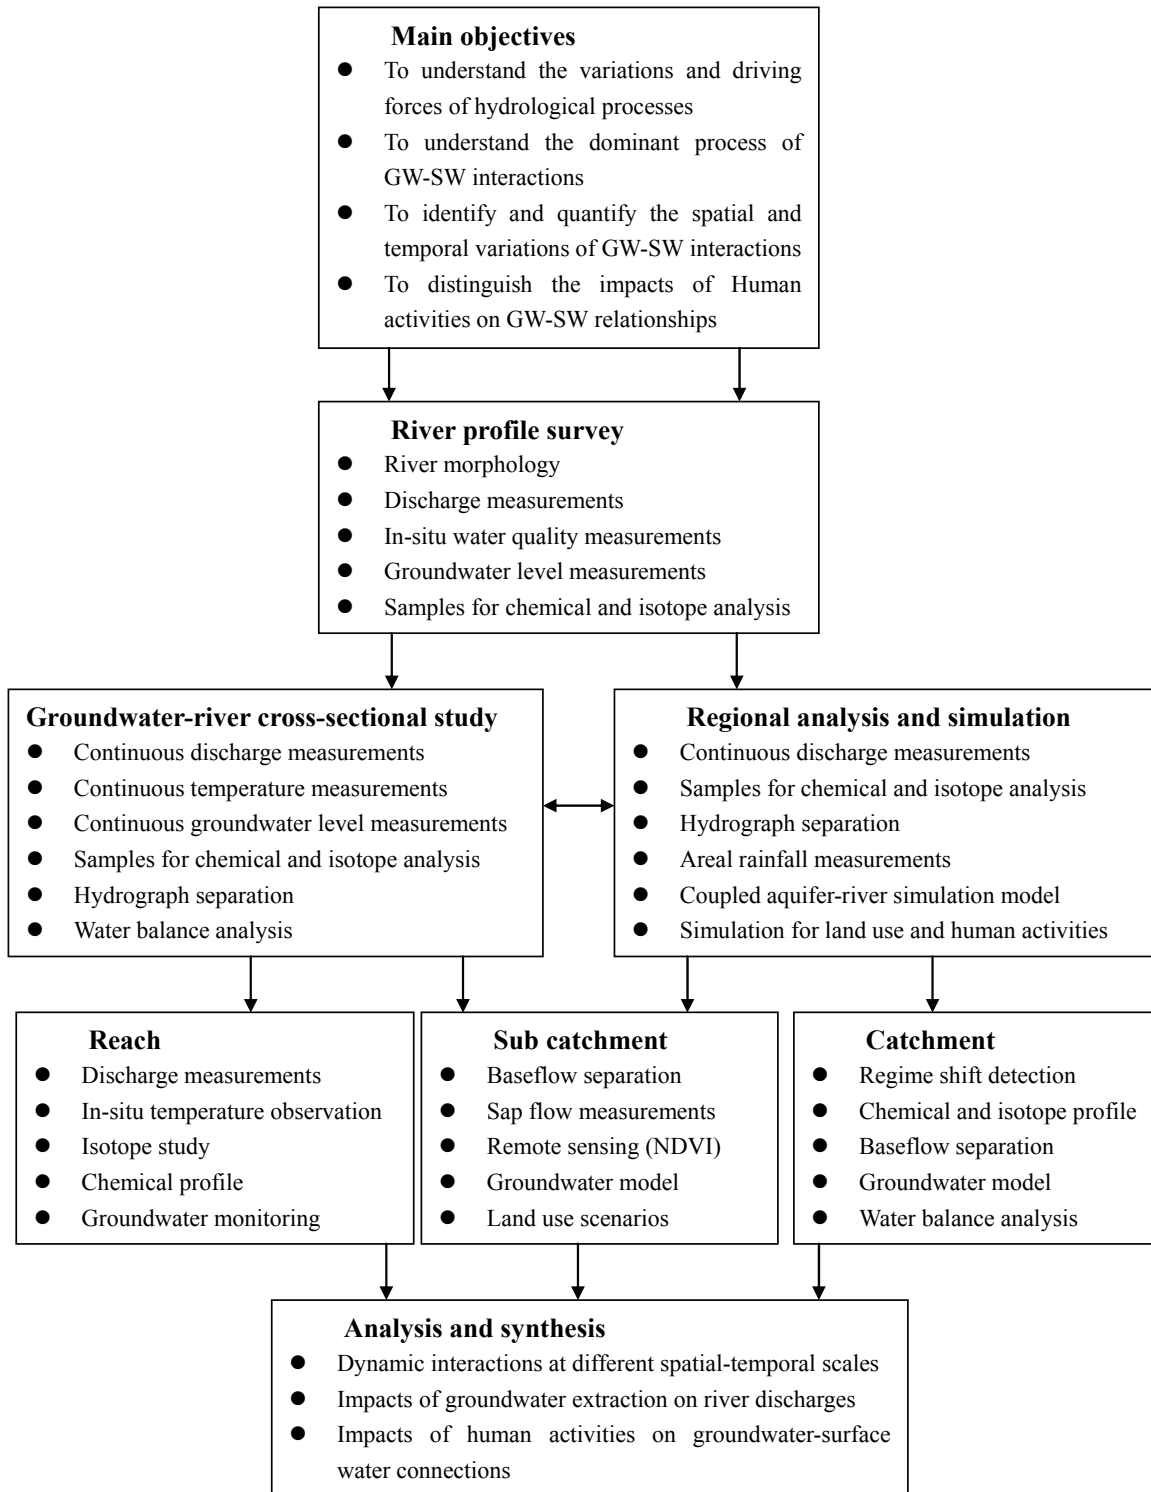 Main objectives
● To understand the variations and driving
forces of hydrological processes
● To understand the dominant process of
GW-SW interactions
● To identify and quantify the spatial and
temporal variations of GW-SW interactions
● To distinguish the impacts of Human
activities on GW-SW relationships
River profile survey
● River morphology
● Discharge measurements
● In-situ water quality measurements
● Groundwater level measurements
● Samples for chemical and isotope analysis
Groundwater-river cross-sectional study
● Continuous discharge measurements
● Continuous temperature measurements
● Continuous groundwater level measurements
● Samples for chemical and isotope analysis
● Hydrograph separation
● Water balance analysis
Regional analysis and simulation
● Continuous discharge measurements
● Samples for chemical and isotope analysis
● Hydrograph separation
● Areal rainfall measurements
● Coupled aquifer-river simulation model
● Simulation for land use and human activities
Reach
● Discharge measurements
● In-situ temperature observation
● Isotope study
● Chemical profile
● Groundwater monitoring
Sub catchment
● Baseflow separation
● Sap flow measurements
● Remote sensing (NDVI)
● Groundwater model
● Land use scenarios
Catchment
● Regime shift detection
● Chemical and isotope profile
● Baseflow separation
● Groundwater model
● Water balance analysis
Analysis and synthesis
● Dynamic interactions at different spatial-temporal scales
● Impacts of groundwater extraction on river discharges
● Impacts of human activities on groundwater-surface
water connections